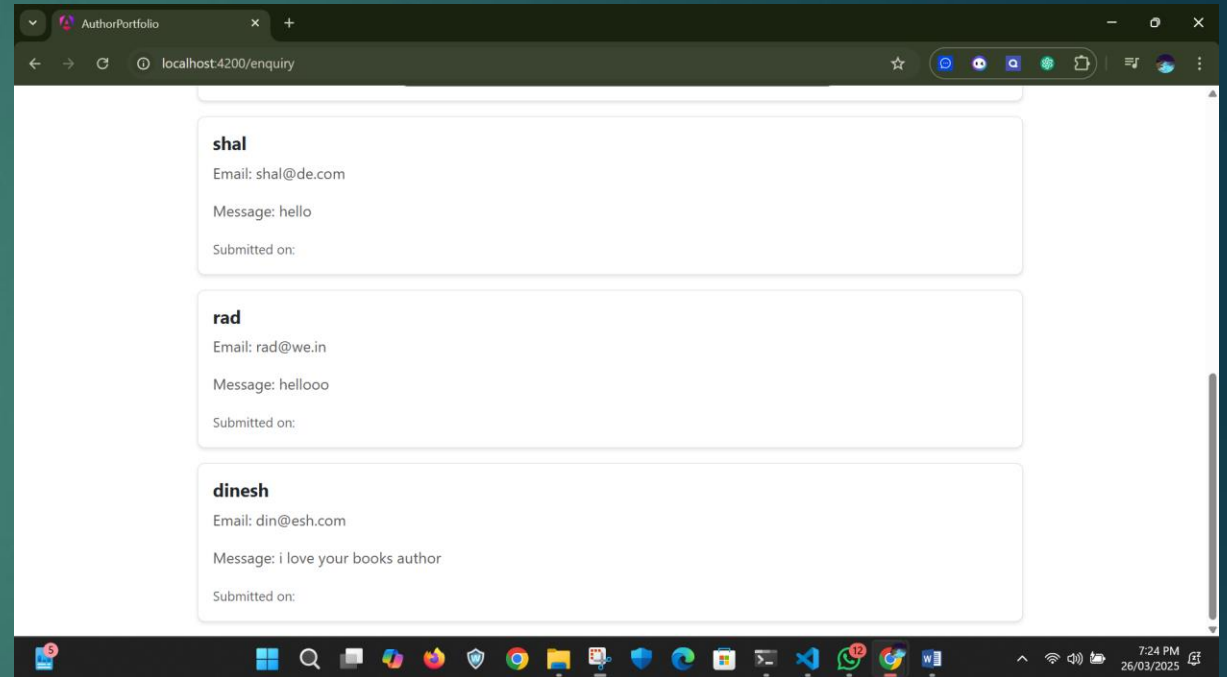 AuthorPortfolio
localhost:4200/enquiry
shal
Email: shal@de.com
Message: hello
Submitted on:
rad
Email: rad@we.in
Message: hellooo
Submitted on:
dinesh
Email: din@esh.com
Message: i love your books author
Submitted on:
5
12
7:24 PM
26/03/2025